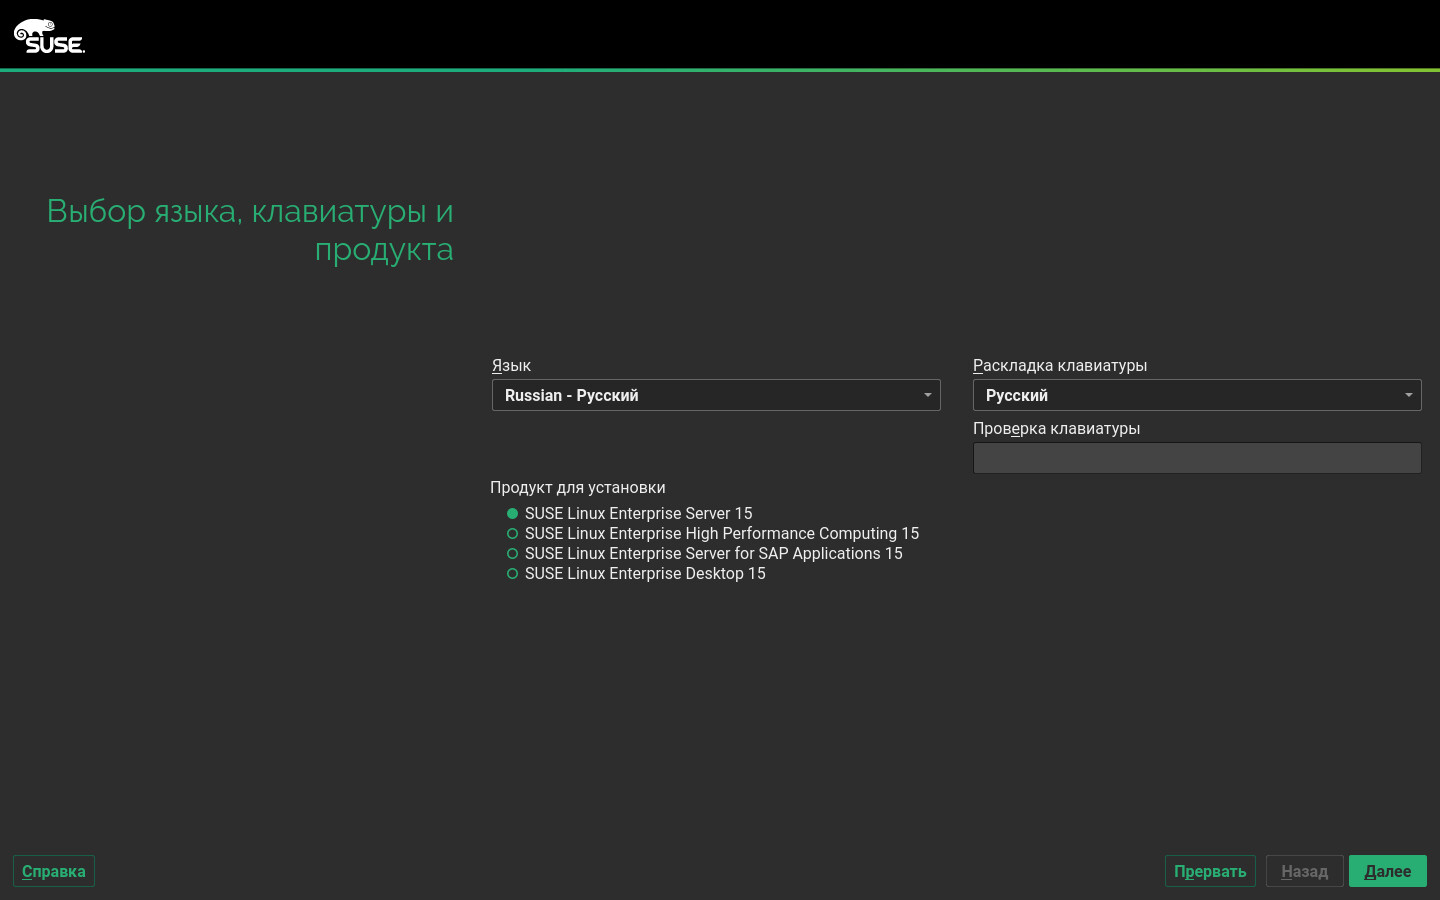 SUSE
Выбор языка, клавиатуры и
продукта
Язык
Раскладка клавиатуры
Russian - Русский
Русский
Проверка клавиатуры
Продукт для установки
SUSE Linux Enterprise Server 15
SUSE Linux Enterprise High Performance Computing 15
SUSE Linux Enterprise Server for SAP Applications 15
SUSE Linux Enterprise Desktop 15
Справка
Прервать
Назад
Далее